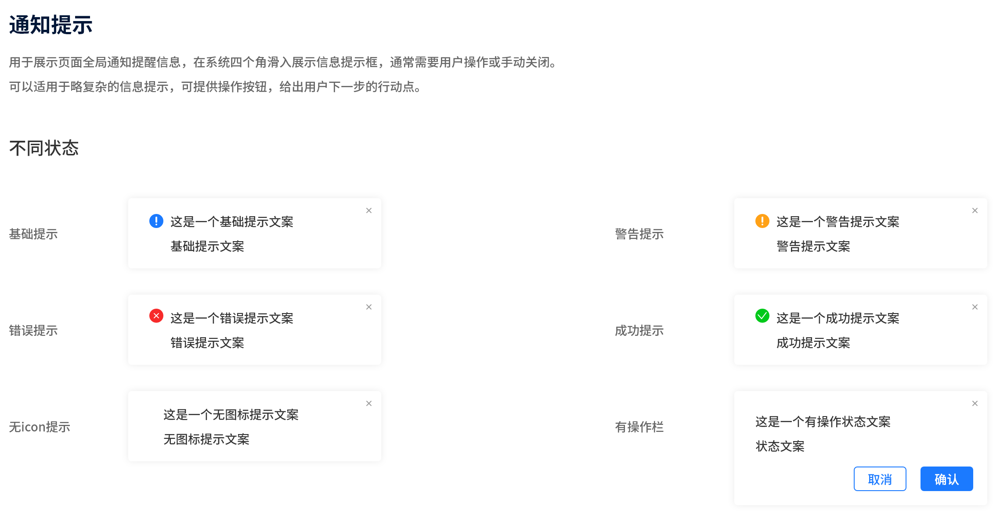 通知提示
用于展示页面全局通知提醒信息，在系统四个角滑入展示信息提示框，通常需要用户操作或手动关闭。
可以适用于略复杂的信息提示，可提供操作按钮，给出用户下一步的行动点。
不同状态
基础提示
这是一个基础提示文案
基础提示文案
警告提示
这是一个警告提示文案
警告提示文案
错误提示
这是一个错误提示文案
错误提示文案
成功提示
这是一个成功提示文案
成功提示文案
无icon提示
这是一个无图标提示文案
无图标提示文案
有操作栏
这是一个有操作状态文案
状态文案
取消
确认